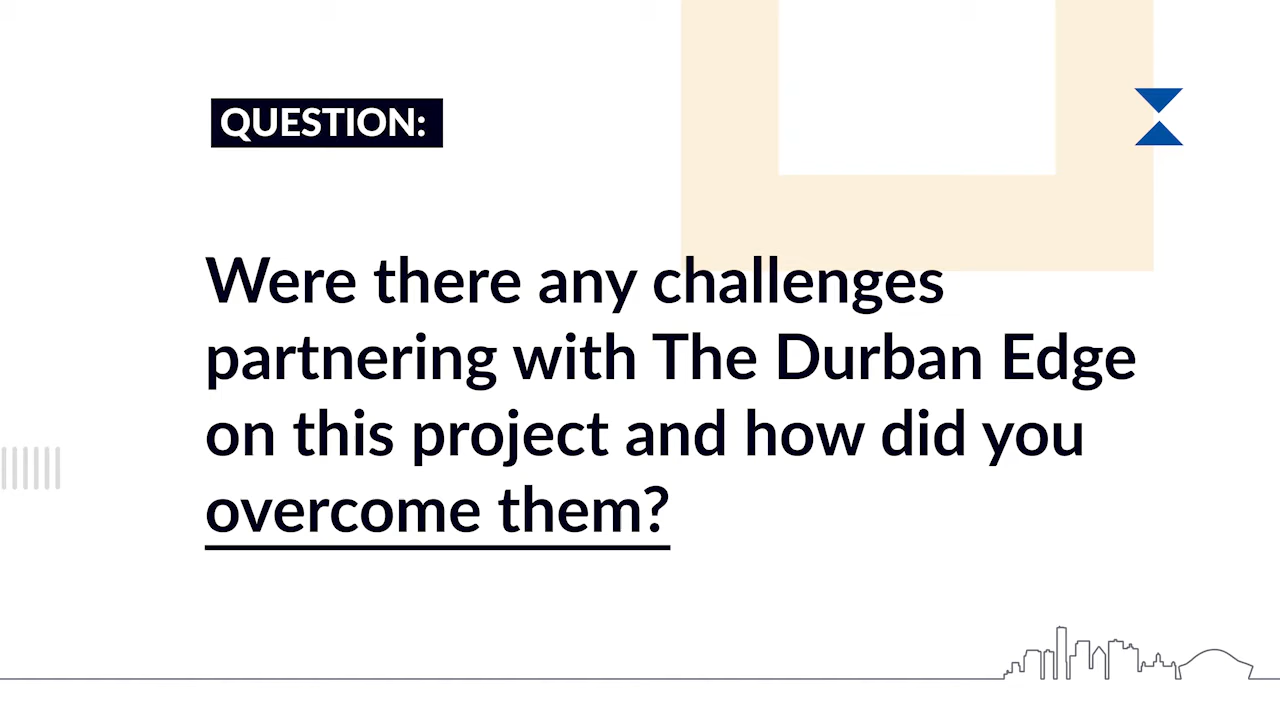 QUESTION:
Were there any challenges
partnering with The Durban Edge
on this project and how did you
overcome them?